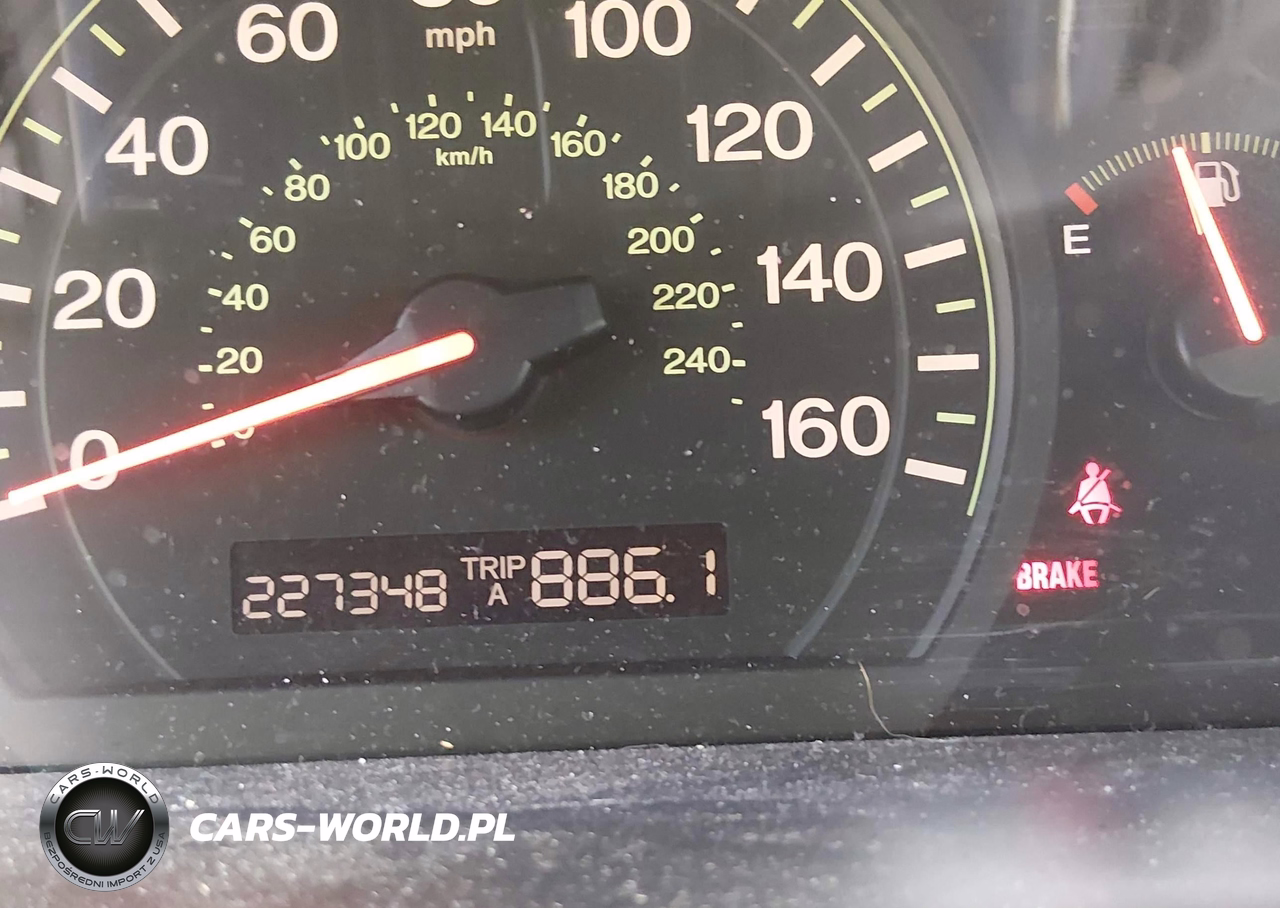 60
mph
100
40
120
20
140
0
160
100
120
140
160
km/h
80
180
60
200
40
220
20
240
E
227348 TRIP A 886.1
BRAKE
CARS-WORLD
CW
BEZPOŚREDNI IMPORT Z USA
CARS-WORLD.PL